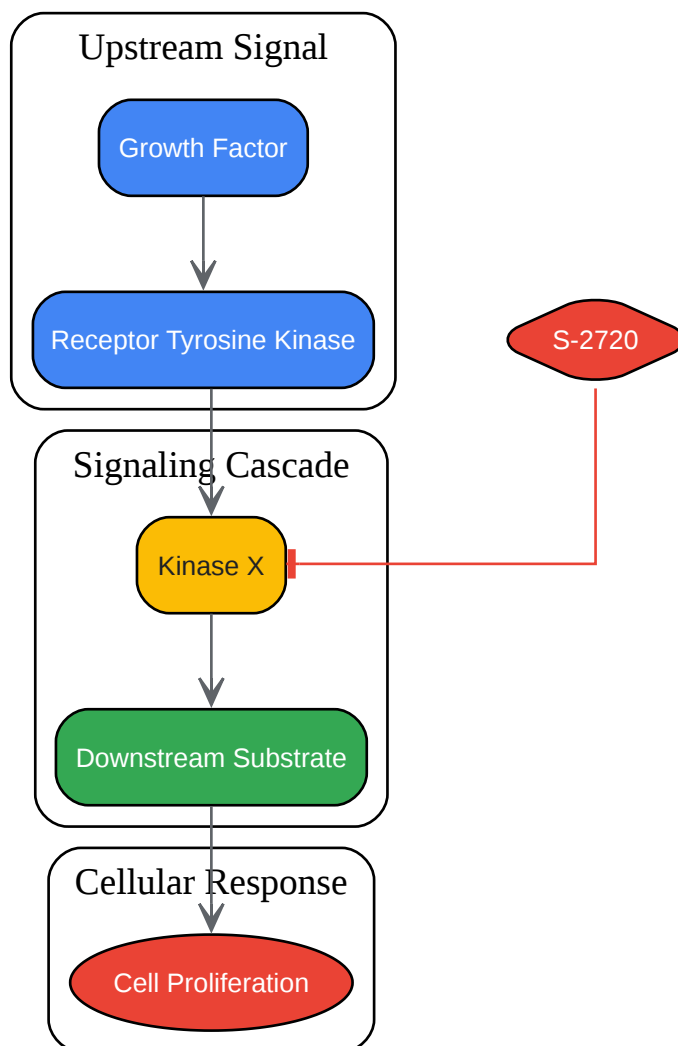 Upstream Signal
Growth Factor
Receptor Tyrosine Kinase
S-2720
Signaling Cascade
Kinase X
Downstream Substrate
Cellular Response
Cell Proliferation